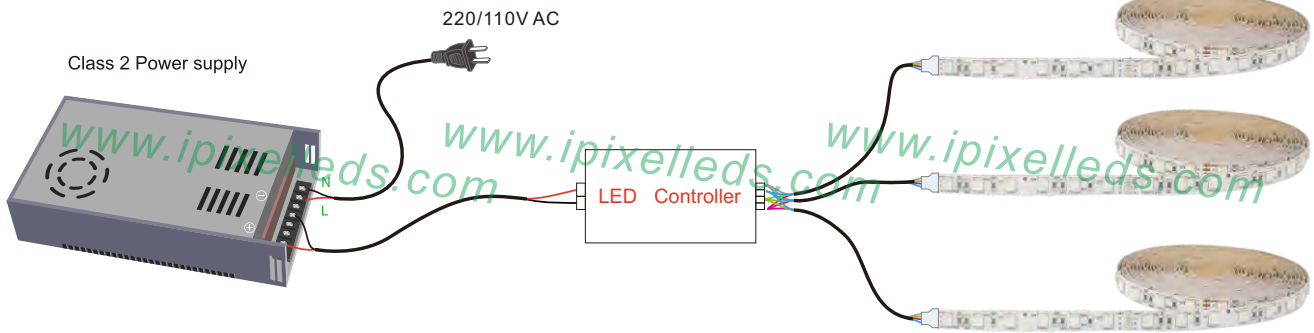 220/110V AC
Class 2 Power supply
www.ipixelleds.com www.ipixelleds.com www.ipixelleds.com
N
L
⊖
⊕
LED Controller